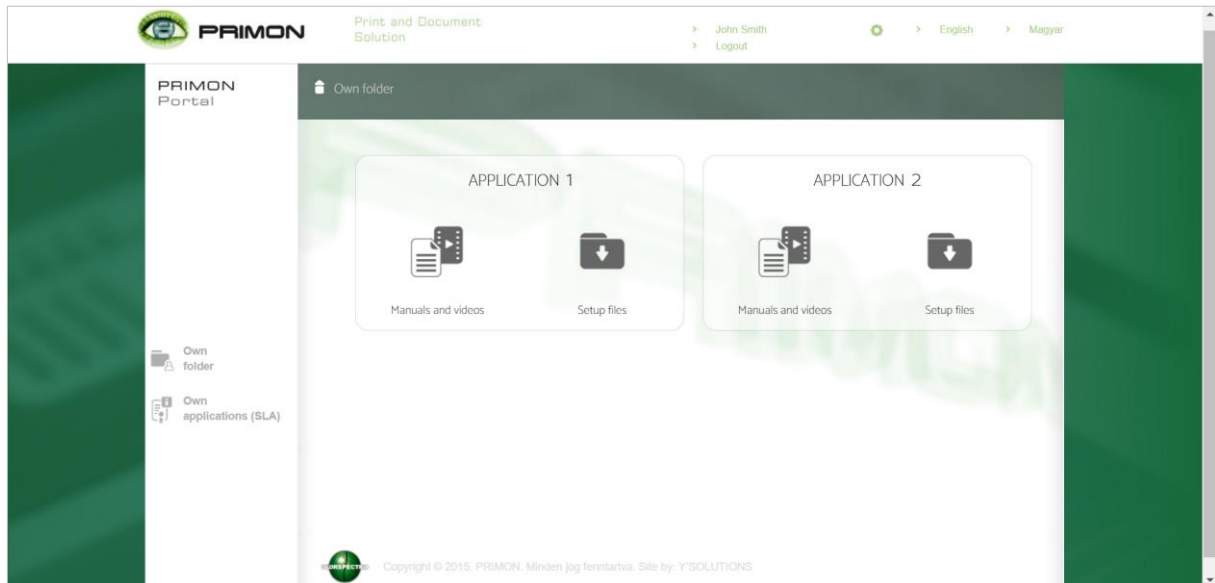 PRIMON
Print and Document
Solution
> John Smith
> Logout
> English
> Magyar
PRIMON
Portal
Own folder
APPLICATION 1
Manuals and videos
Setup files
APPLICATION 2
Manuals and videos
Setup files
Own
folder
Own
applications (SLA)
Copyright © 2015. PRIMON. Minden jog fenntartva. Site by: Y'SOLUTIONS